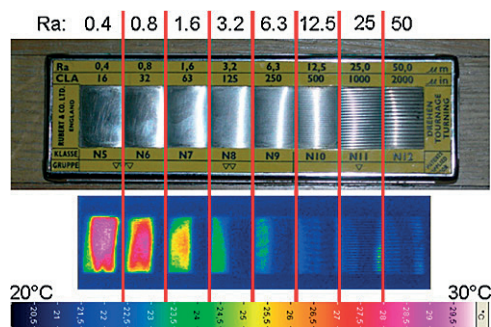 Ra: 0.4 0.8 1.6 3.2 6.3 12.5 25 50
Ra 0,4 0,8 1,6 3,2 6,3 12,5 25,0 50,0 µm
CLA 16 32 63 125 250 500 1000 2000 µin
RUBERT & CO. LTD.
ENGLAND
DREHEN
TOURNAGE
TURNING
KLASSE N5 N6 N7 N8 N9 N10 N11 N12
GRUPPE
20°C 30°C
20,5 21 22 22,5 23 23,5 24 24,5 25 25,5 26 26,5 27 27,5 28 28,5 29 29,5 °C